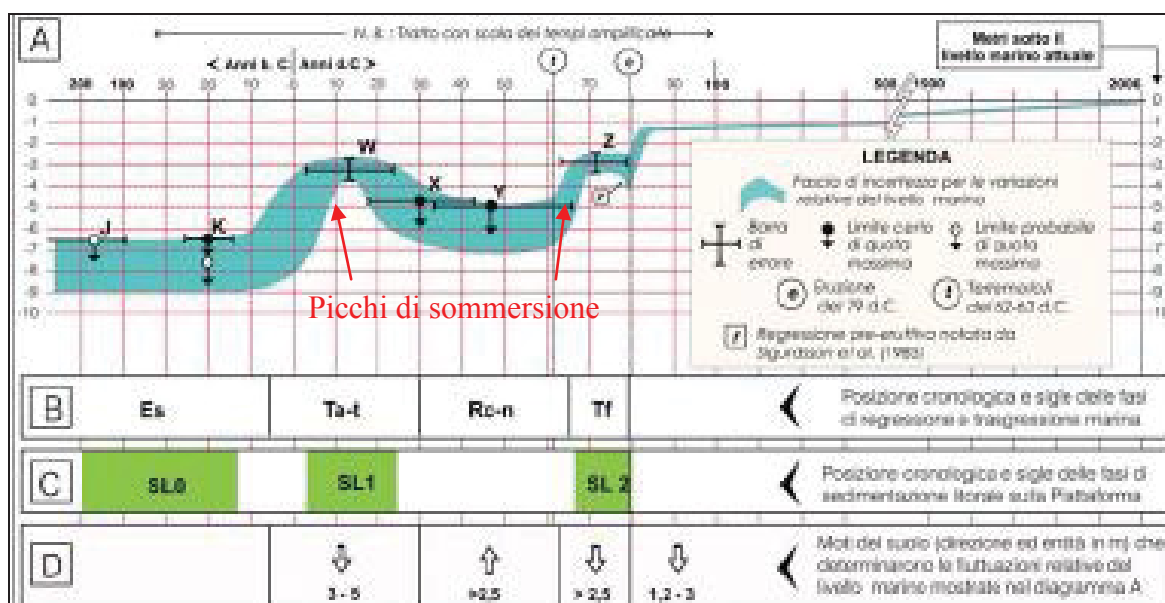 A
N.B.: Tratto con scala dei tempi amplificata
< Anni b. C. Anni d.C >
t
e
Metri sotto il
livello marino attuale
200 100 20 10 0 10 20 30 40 50 60 70 80 90 100 500 1500 2000
0
-1
-2
-3
-4
-5
-6
-7
-8
-9
-10
J
K
W
X
Y
Z
r
Picchi di sommersione
LEGENDA
Fascia di incertezza per le variazioni
relative del livello marino
Barra
di
errore
Limite certo
di quota
massima
Limite probabile
di quota
massima
e Eruzione
del 79 d.C.
t Terremoto/i
del 62-63 d.C.
r Regressione pre-eruttiva notata da
Sigurdsson et al. (1985)
B
Es
Ta-t
Rc-n
Tf
Posizione cronologica e sigle delle fasi
di regressione e trasgressione marina
C
SL0
SL1
SL 2
Posizione cronologica e sigle delle fasi di
sedimentazione litorale sulla Piattaforma
D
3 - 5
>2,5
> 2,5
1,2 - 3
Moti del suolo (direzione ed entità in m) che
determinarono le fluttuazioni relative del
livello marino mostrate nel diagramma A